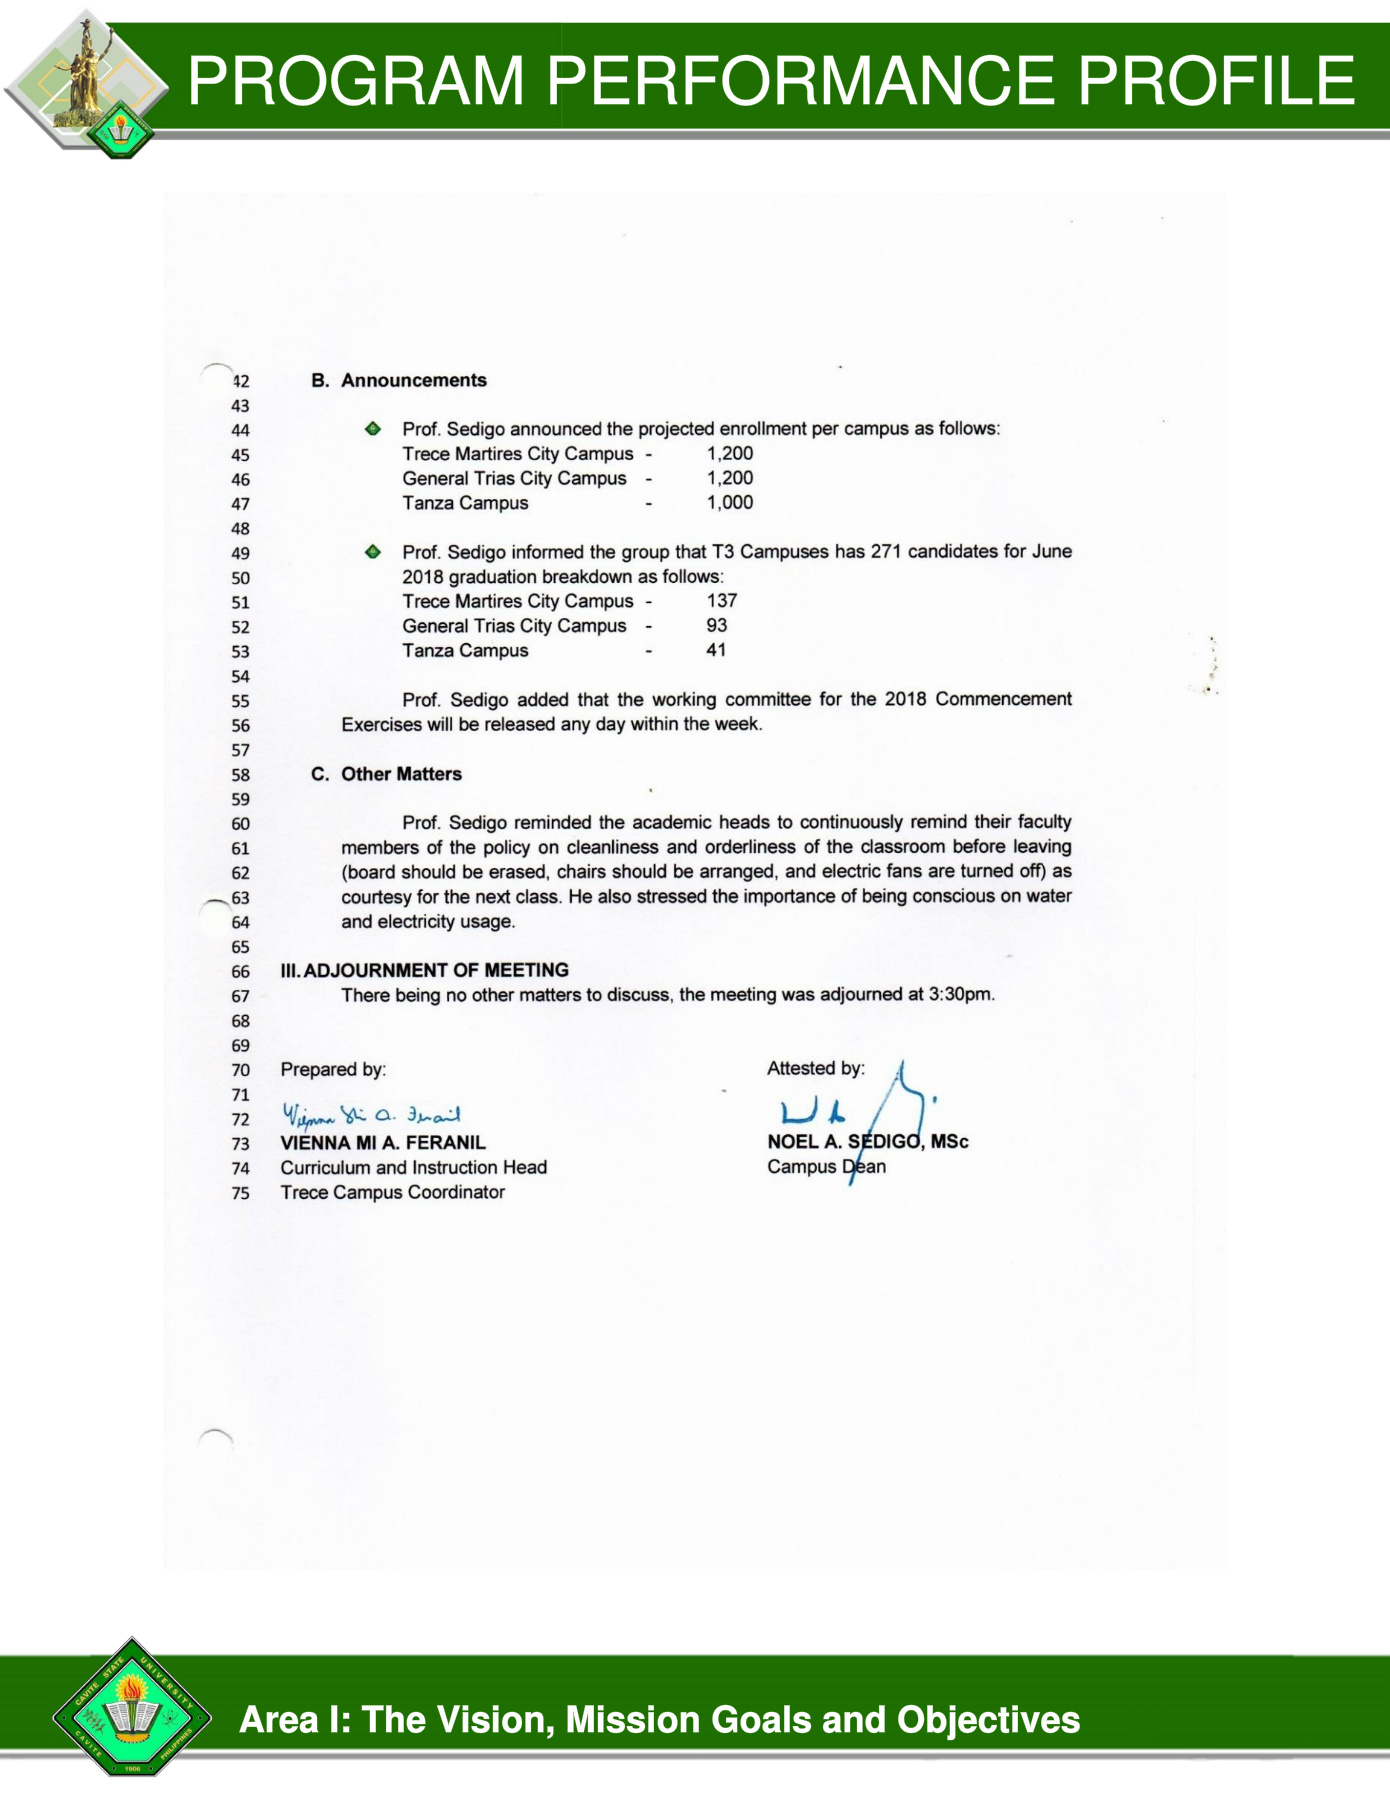 PROGRAM PERFORMANCE PROFILE
42 B. Announcements
43
44 Prof. Sedigo announced the projected enrollment per campus as follows:
45 Trece Martires City Campus - 1,200
46 General Trias City Campus - 1,200
47 Tanza Campus - 1,000
48
49 Prof. Sedigo informed the group that T3 Campuses has 271 candidates for June
50 2018 graduation breakdown as follows:
51 Trece Martires City Campus - 137
52 General Trias City Campus - 93
53 Tanza Campus - 41
54
55 Prof. Sedigo added that the working committee for the 2018 Commencement
56 Exercises will be released any day within the week.
57
58 C. Other Matters
59
60 Prof. Sedigo reminded the academic heads to continuously remind their faculty
61 members of the policy on cleanliness and orderliness of the classroom before leaving
62 (board should be erased, chairs should be arranged, and electric fans are turned off) as
63 courtesy for the next class. He also stressed the importance of being conscious on water
64 and electricity usage.
65
66 III. ADJOURNMENT OF MEETING
67 There being no other matters to discuss, the meeting was adjourned at 3:30pm.
68
69
70 Prepared by: Attested by:
71
72 Vienna Mi A. Feranil
73 VIENNA MI A. FERANIL NOEL A. SEDIGO, MSc
74 Curriculum and Instruction Head Campus Dean
75 Trece Campus Coordinator
CAVITE STATE UNIVERSITY
CAVITE PHILIPPINES
1906
Area I: The Vision, Mission Goals and Objectives